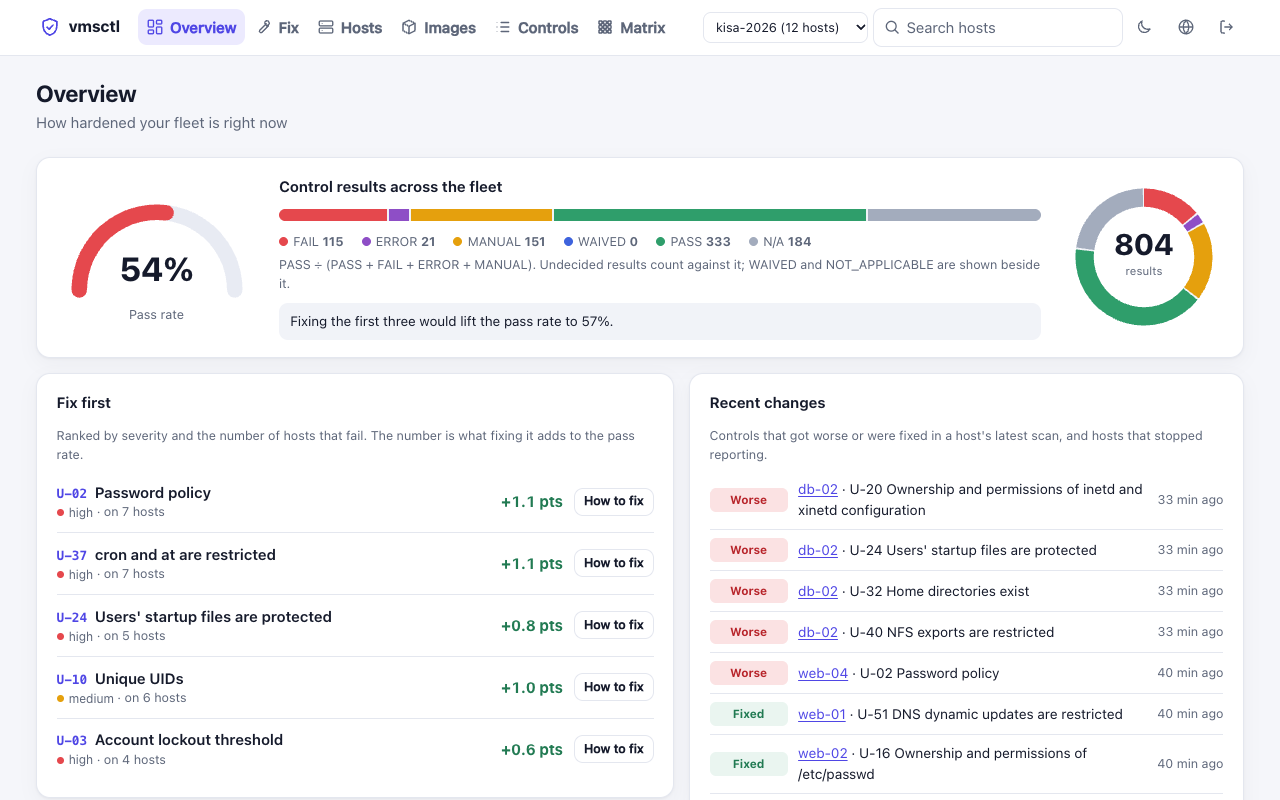 vmsctl
Overview
Fix
Hosts
Images
Controls
Matrix
kisa-2026 (12 hosts)
Search hosts
Overview
How hardened your fleet is right now
54%
Pass rate
Control results across the fleet
FAIL 115
ERROR 21
MANUAL 151
WAIVED 0
PASS 333
N/A 184
PASS ÷ (PASS + FAIL + ERROR + MANUAL). Undecided results count against it; WAIVED and NOT_APPLICABLE are shown beside
it.
Fixing the first three would lift the pass rate to 57%.
804
results
Fix first
Ranked by severity and the number of hosts that fail. The number is what fixing it adds to the pass
rate.
U-02 Password policy
high · on 7 hosts
+1.1 pts
How to fix
U-37 cron and at are restricted
high · on 7 hosts
+1.1 pts
How to fix
U-24 Users' startup files are protected
high · on 5 hosts
+0.8 pts
How to fix
U-10 Unique UIDs
medium · on 6 hosts
+1.0 pts
How to fix
U-03 Account lockout threshold
high · on 4 hosts
+0.6 pts
How to fix
Recent changes
Controls that got worse or were fixed in a host's latest scan, and hosts that stopped
reporting.
Worse
db-02 · U-20 Ownership and permissions of inetd and
xinetd configuration
33 min ago
Worse
db-02 · U-24 Users' startup files are protected
33 min ago
Worse
db-02 · U-32 Home directories exist
33 min ago
Worse
db-02 · U-40 NFS exports are restricted
33 min ago
Worse
web-04 · U-02 Password policy
40 min ago
Fixed
web-01 · U-51 DNS dynamic updates are restricted
40 min ago
Fixed
web-02 · U-16 Ownership and permissions of
/etc/passwd
40 min ago